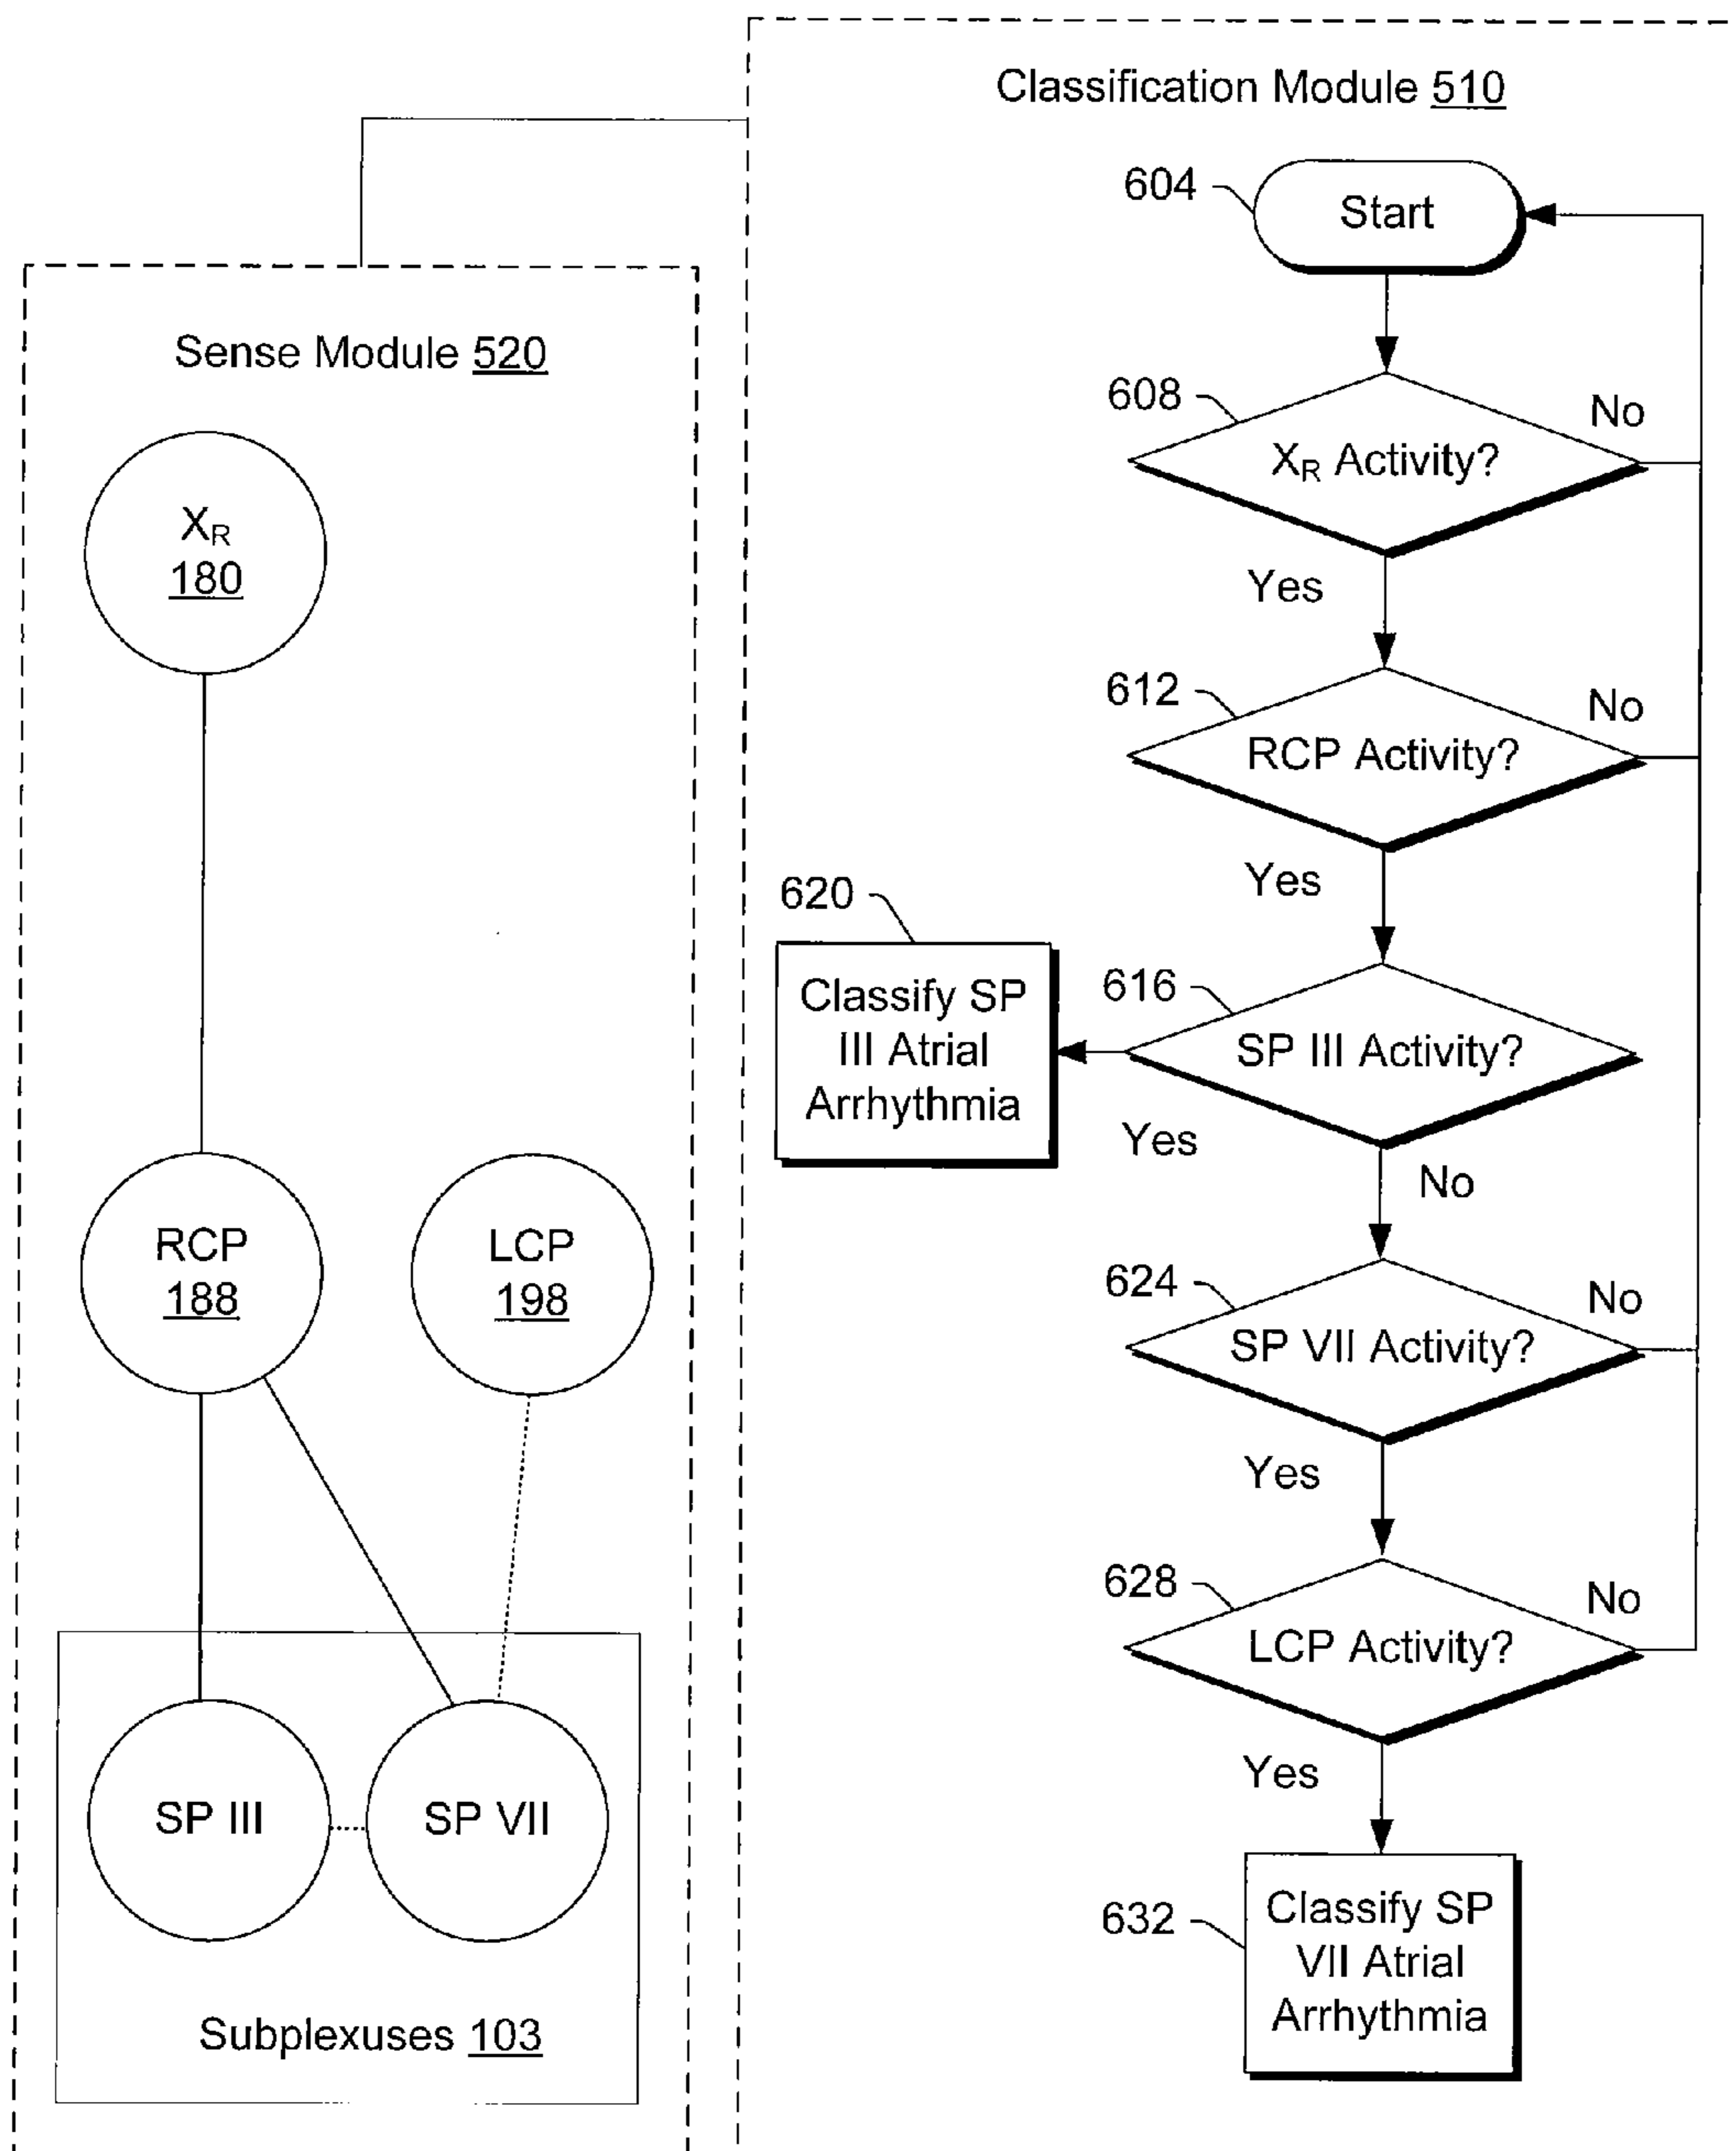 Classification Module 510
604
Start
Sense Module 520
608
No
X_R Activity?
X_R
180
Yes
612
No
RCP Activity?
Yes
620
Classify SP
III Atrial
Arrhythmia
616
SP III Activity?
Yes
No
RCP
188
LCP
198
624
No
SP VII Activity?
Yes
628
No
LCP Activity?
Yes
SP III
SP VII
632
Classify SP
VII Atrial
Arrhythmia
Subplexuses 103